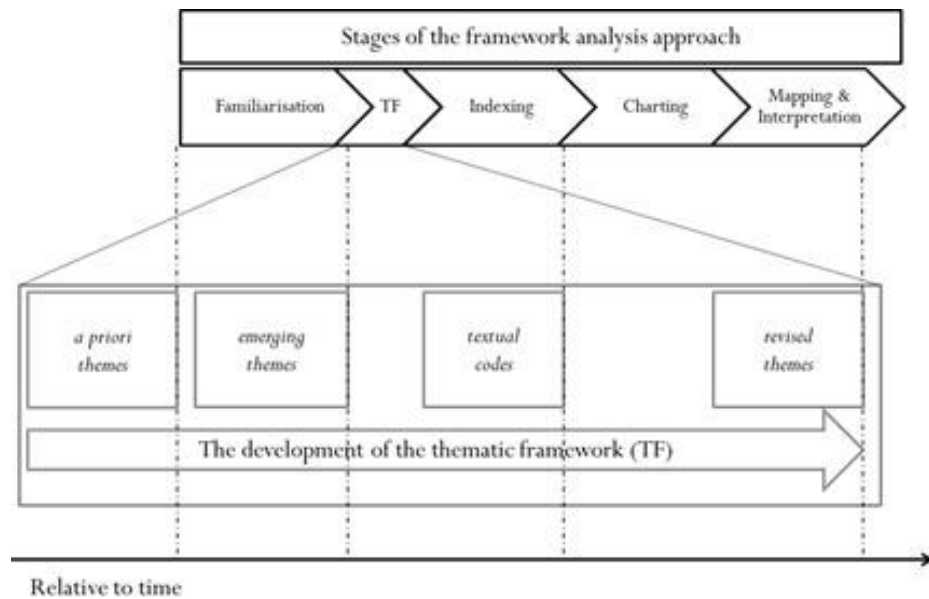 Stages of the framework analysis approach
Familiarisation
TF
Indexing
Charting
Mapping &
Interpretation
a priori
themes
emerging
themes
textual
codes
revised
themes
The development of the thematic framework (TF)
Relative to time